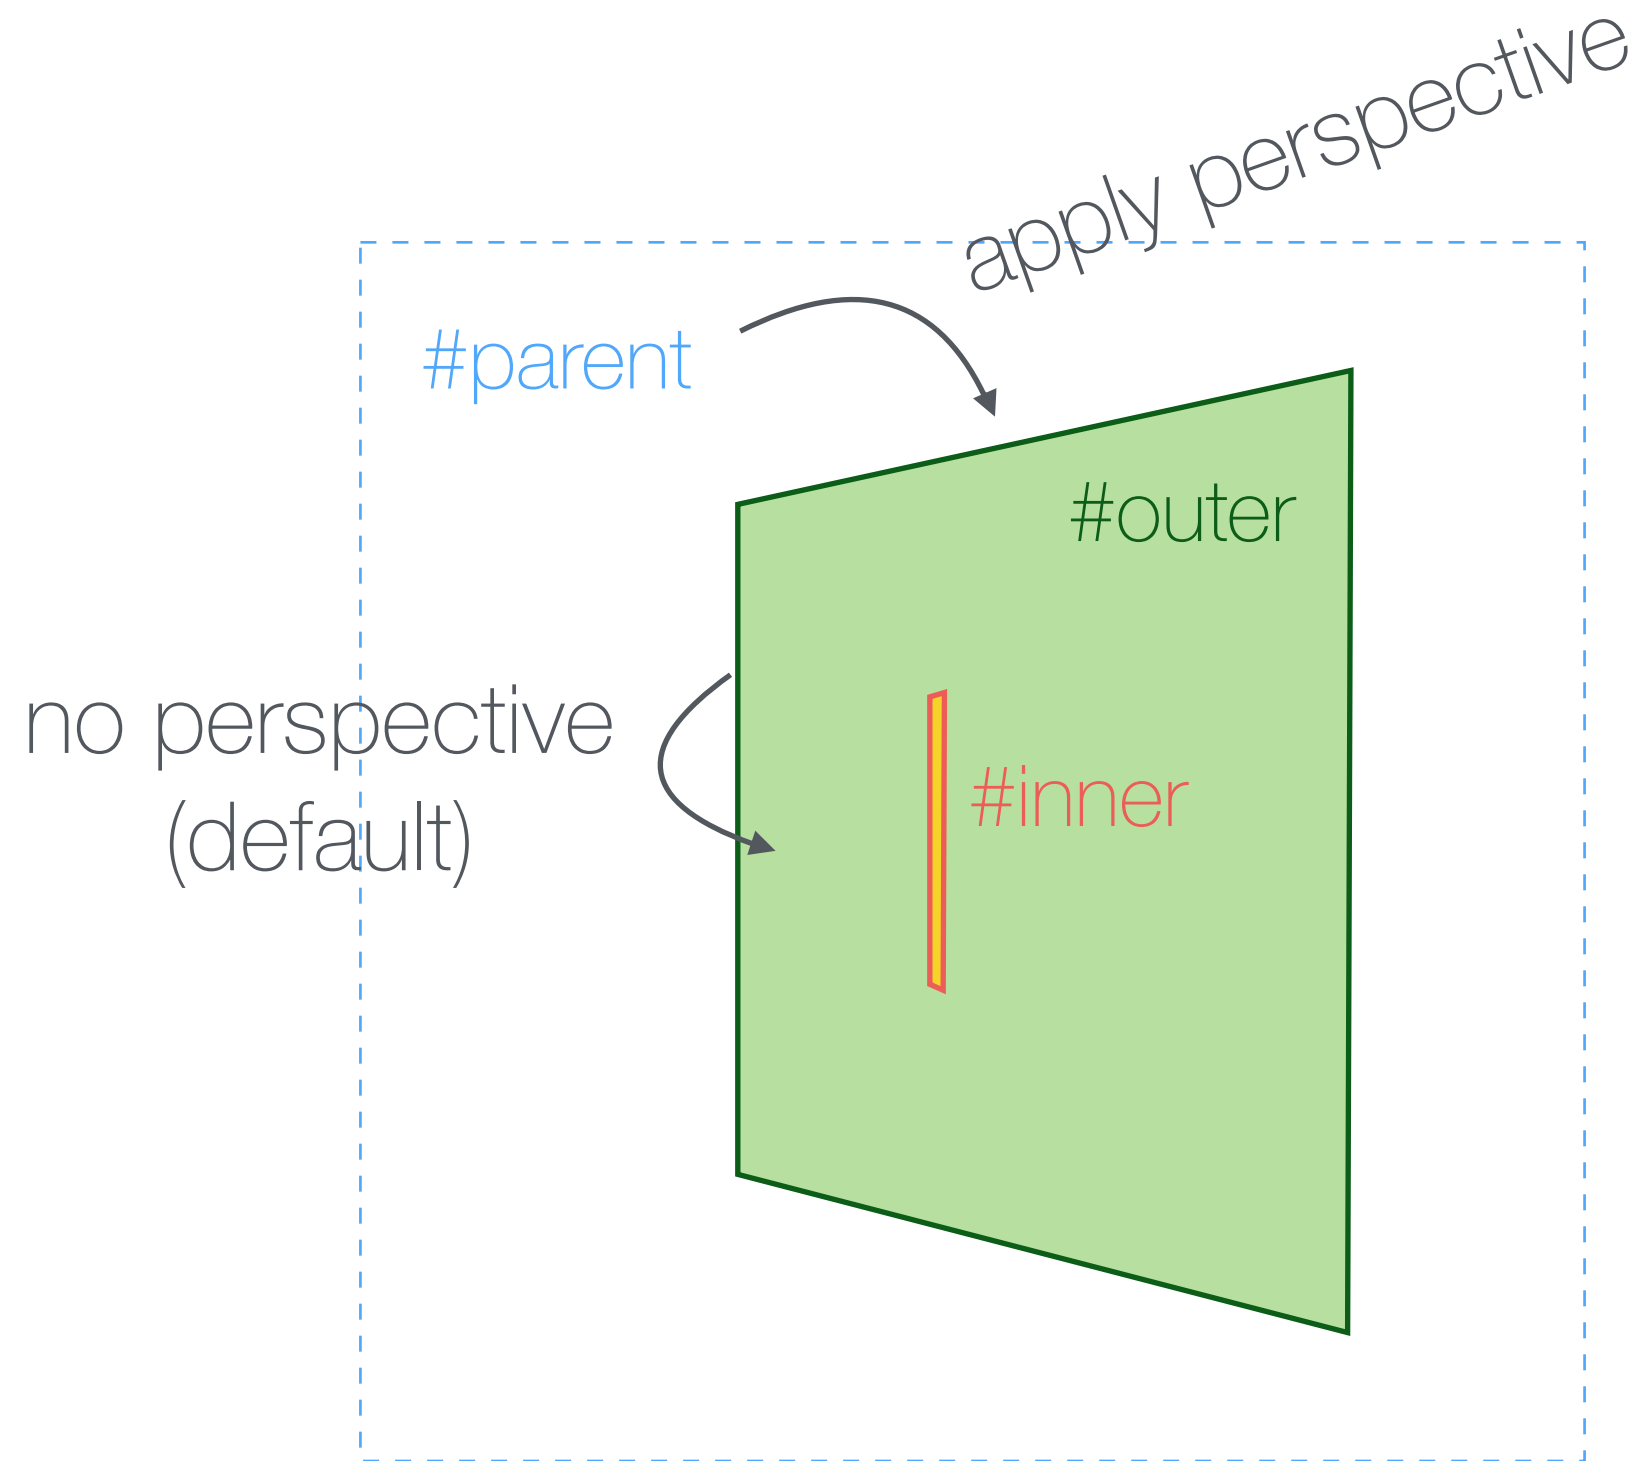 apply perspective
#parent
#outer
no perspective
(default)
#inner